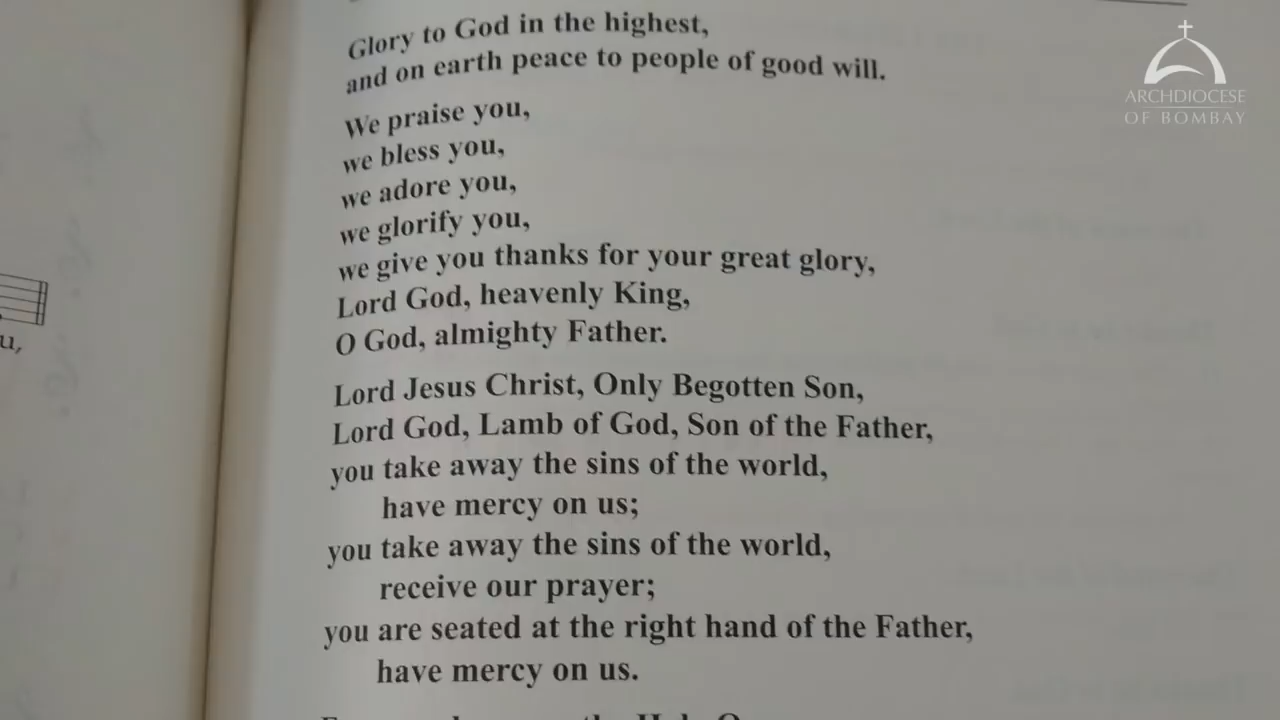 Glory to God in the highest,
and on earth peace to people of good will.
We praise you,
we bless you,
we adore you,
we glorify you,
we give you thanks for your great glory,
Lord God, heavenly King,
O God, almighty Father.
Lord Jesus Christ, Only Begotten Son,
Lord God, Lamb of God, Son of the Father,
you take away the sins of the world,
have mercy on us;
you take away the sins of the world,
receive our prayer;
you are seated at the right hand of the Father,
have mercy on us.
u,
ARCHDIOCESE
OF BOMBAY